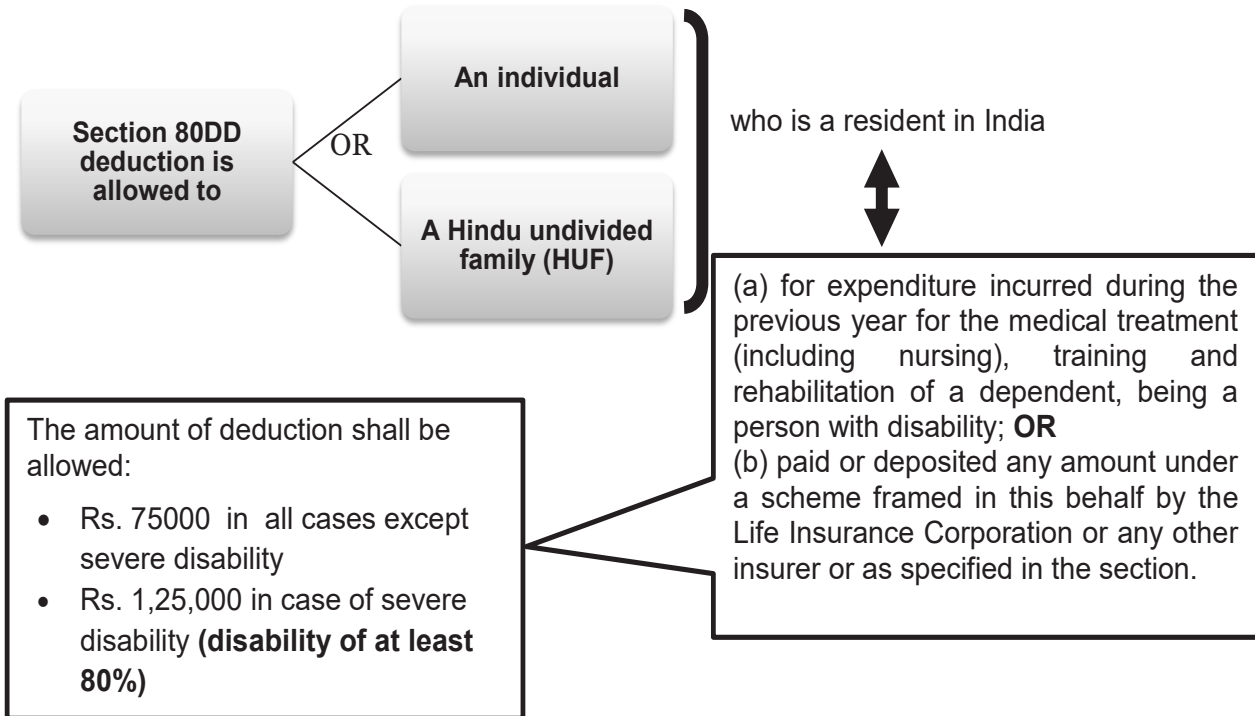 Section 80DD
deduction is
allowed to
OR
An individual
A Hindu undivided
family (HUF)
who is a resident in India
(a) for expenditure incurred during the
previous year for the medical treatment
(including nursing), training and
rehabilitation of a dependent, being a
person with disability; OR
(b) paid or deposited any amount under
a scheme framed in this behalf by the
Life Insurance Corporation or any other
insurer or as specified in the section.
The amount of deduction shall be
allowed:
• Rs. 75000 in all cases except
severe disability
• Rs. 1,25,000 in case of severe
disability (disability of at least
80%)